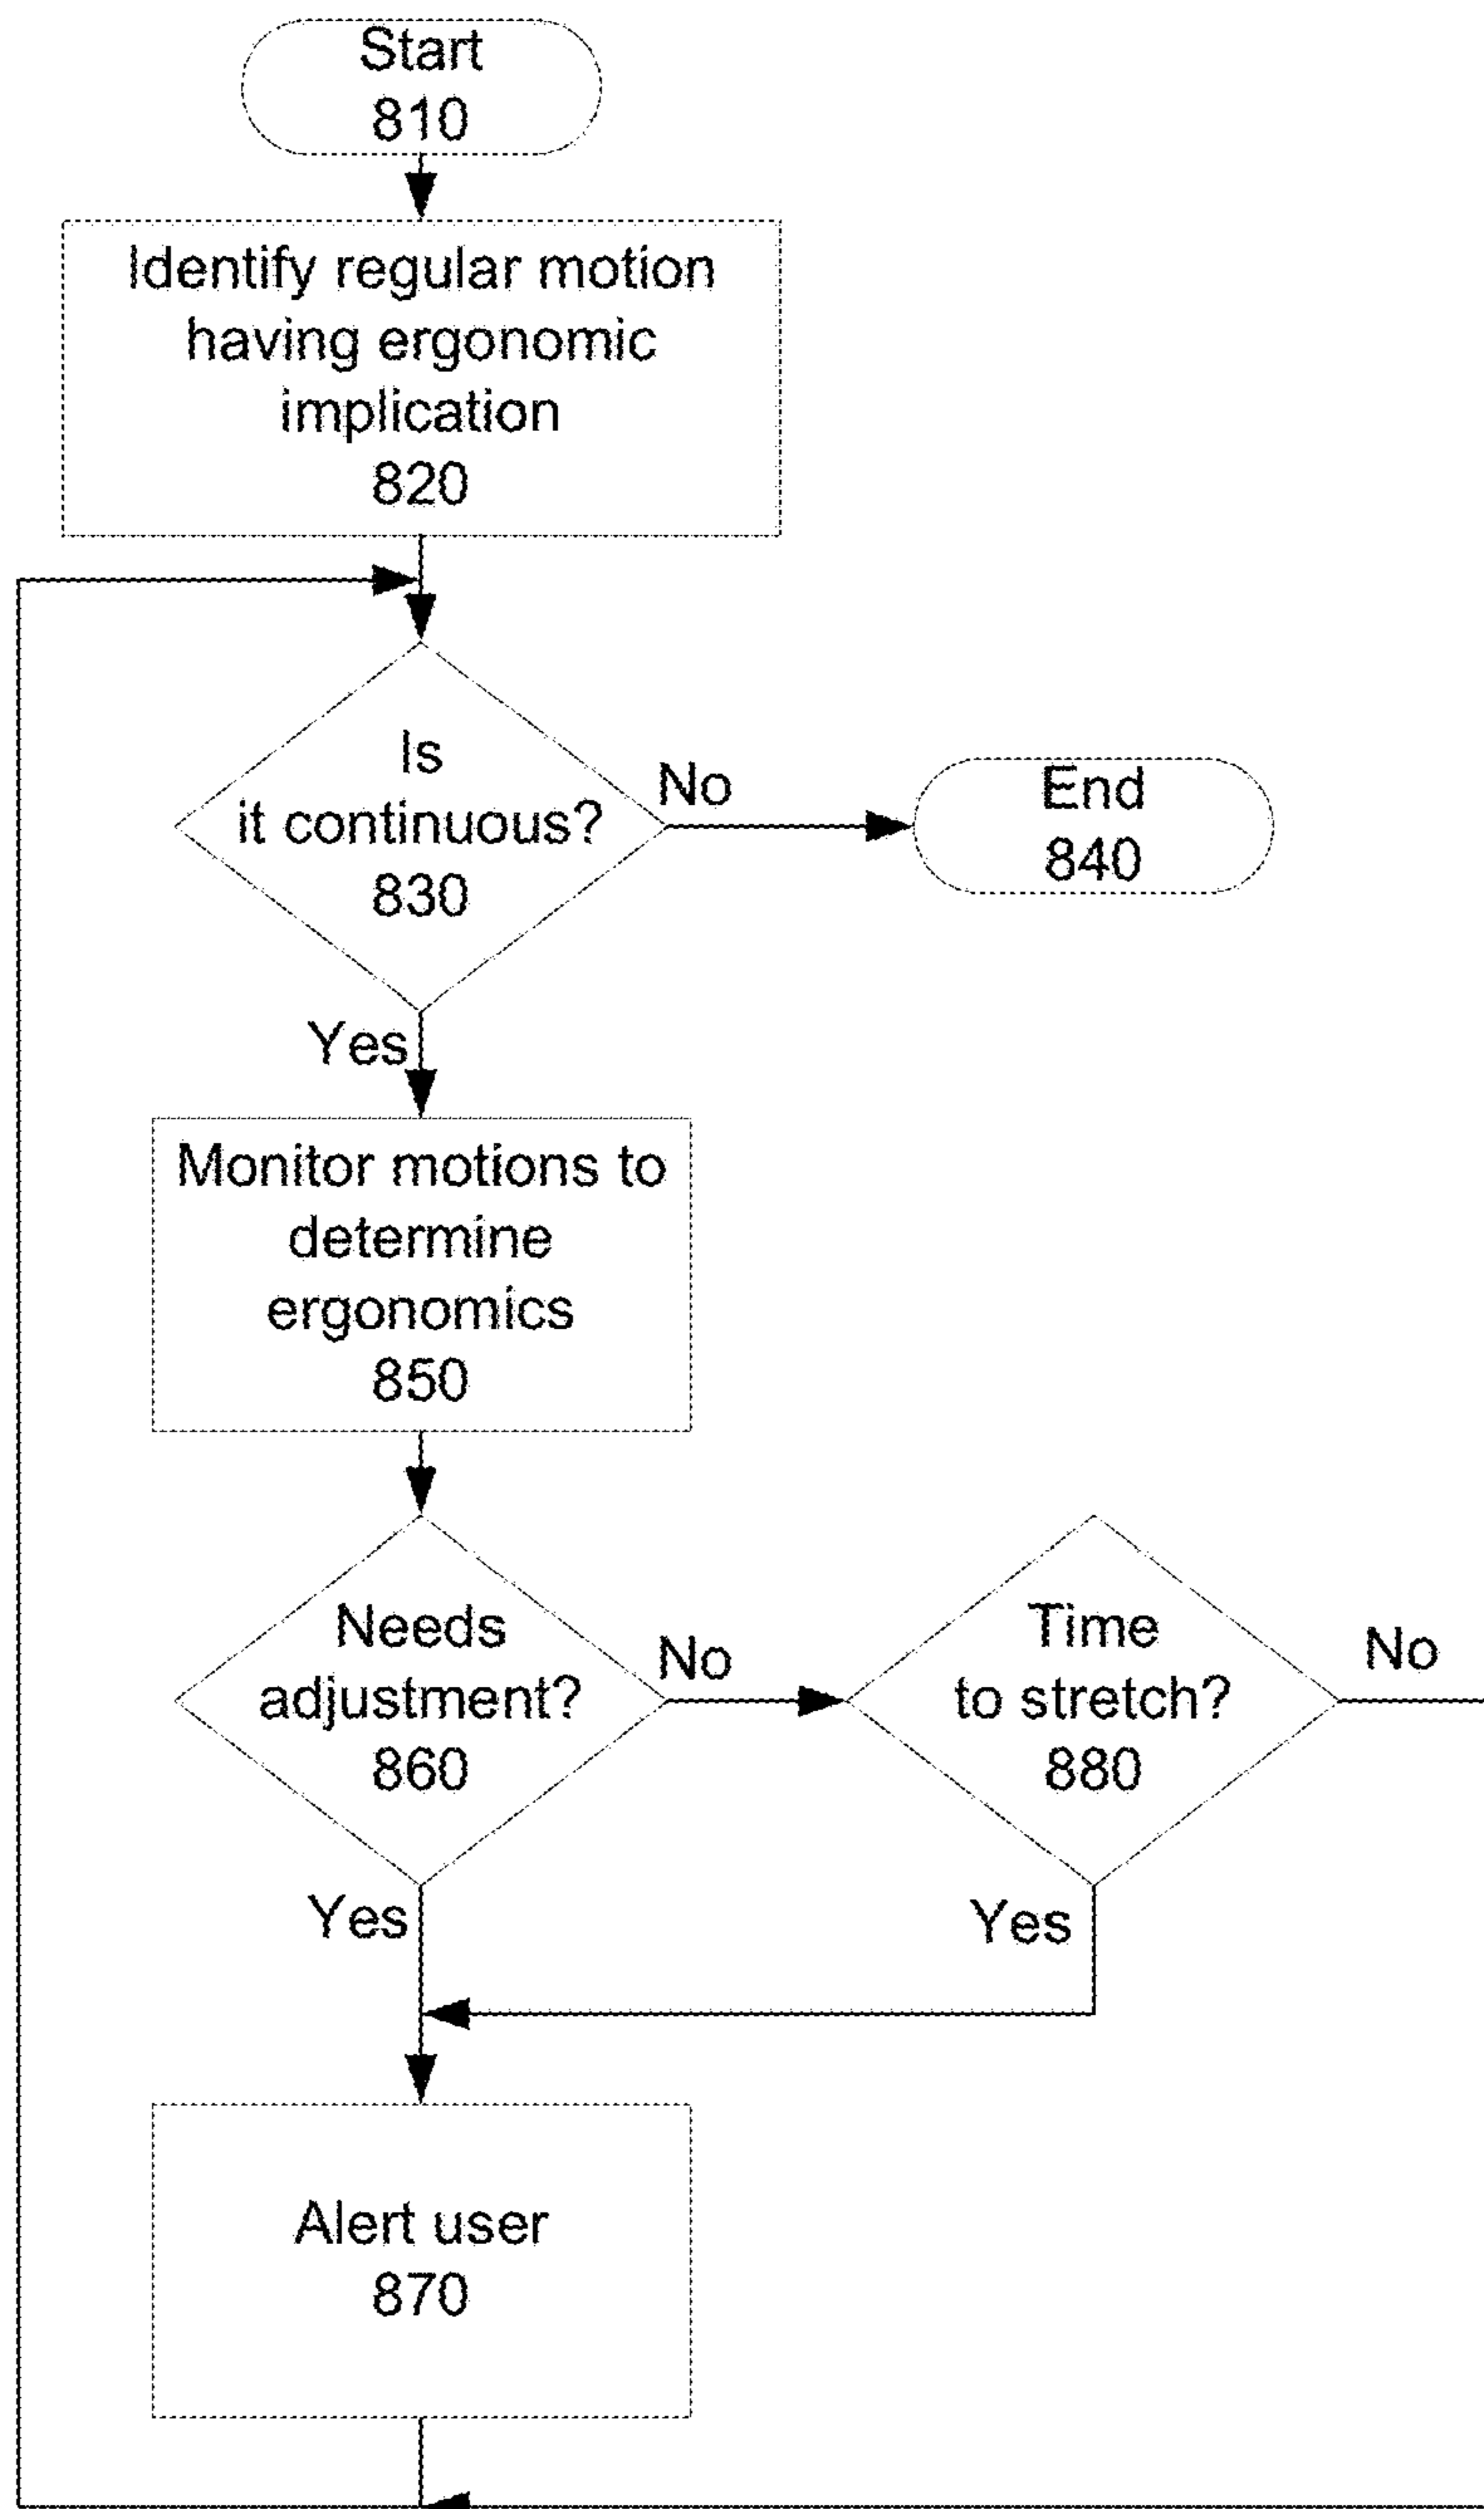 Start
810
Identify regular motion
having ergonomic
implication
820
Is
it continuous?
830
No
End
840
Yes
Monitor motions to
determine
ergonomics
850
Needs
adjustment?
860
No
Time
to stretch?
880
No
Yes
Yes
Alert user
870